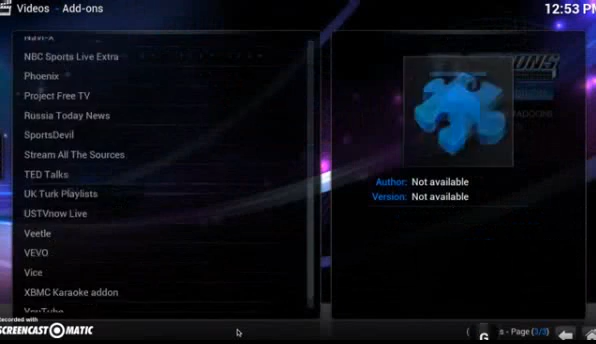 Videos - Add-ons
12:53 PM
Navi-X
NBC Sports Live Extra
Phoenix
Project Free TV
Russia Today News
SportsDevil
Stream All The Sources
TED Talks
UK Turk Playlists
USTVnow Live
Veetle
VEVO
Vice
XBMC Karaoke addon
YouTube
Author: Not available
Version: Not available
Recorded with
SCREENCAST MATIC
s - Page (3/3)
G